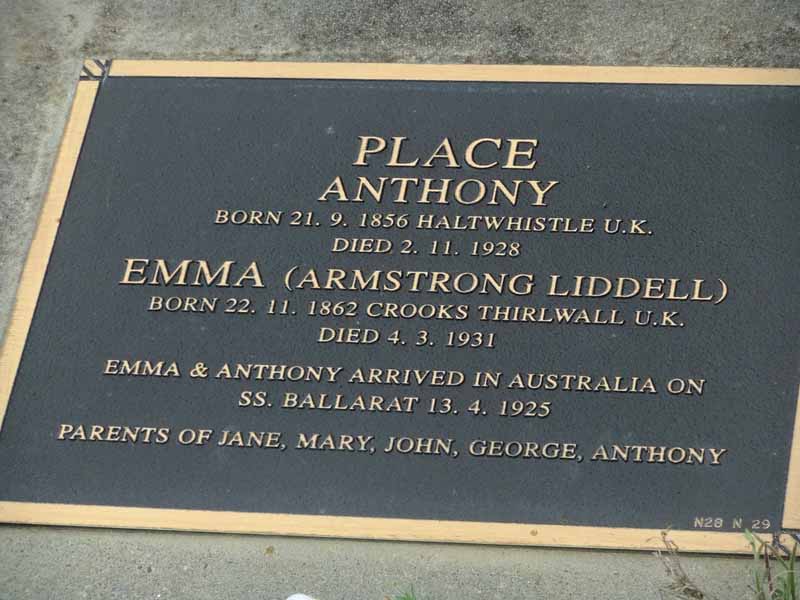 PLACE
ANTHONY
BORN 21. 9. 1856 HALTWHISTLE U.K.
DIED 2. 11. 1928
EMMA (ARMSTRONG LIDDELL)
BORN 22. 11. 1862 CROOKS THIRLWALL U.K.
DIED 4. 3. 1931
EMMA & ANTHONY ARRIVED IN AUSTRALIA ON
SS. BALLARAT 13. 4. 1925
PARENTS OF JANE, MARY, JOHN, GEORGE, ANTHONY
N28 N 29